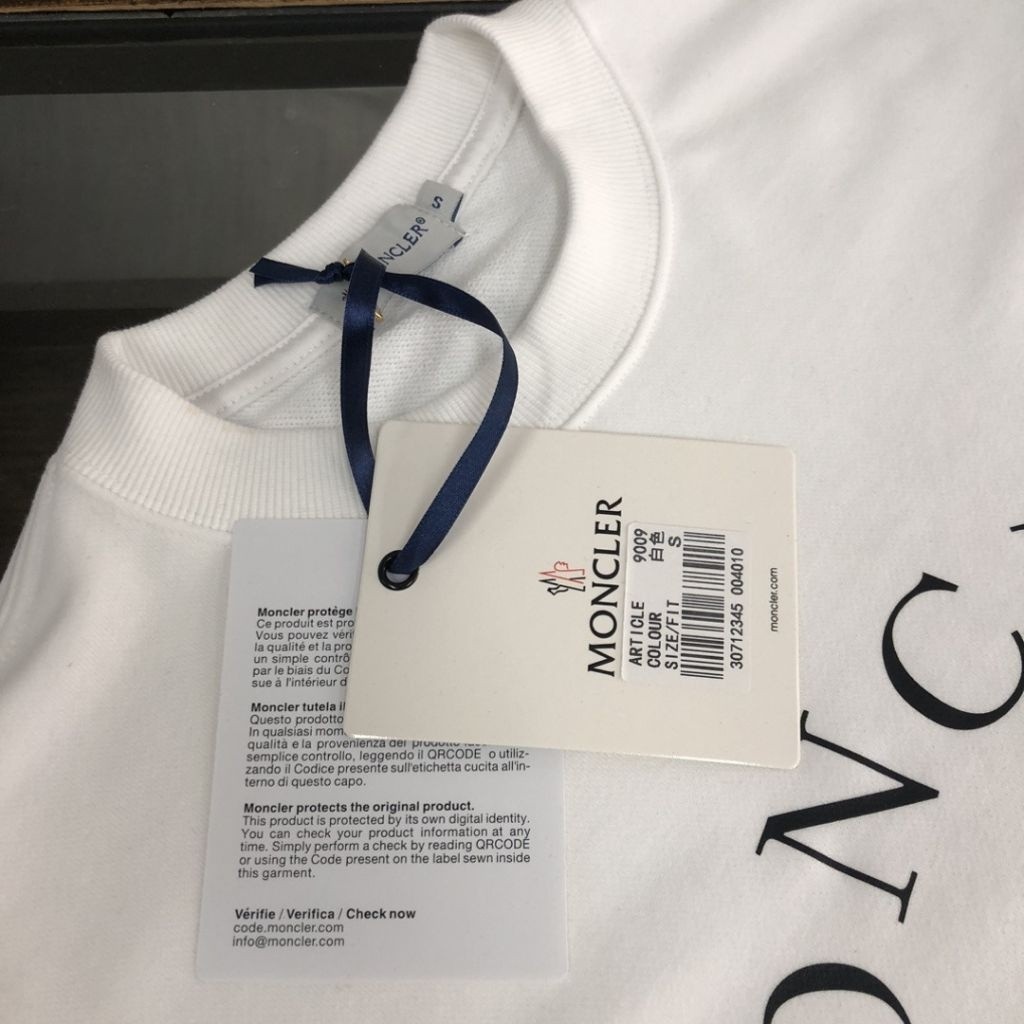 S
NCLER®
MONCLER
ARTICLE 9009
COLOUR 白色
SIZE/FIT S
30712345 004010
moncler.com
Moncler protège
Ce produit est pro
Vous pouvez véri
la qualité et la pro
un simple contrô
par le biais du Co
sue à l'intérieur d
Moncler tutela il
Questo prodotto
In qualsiasi mom
qualità e la provenienza del prodotto
semplice controllo, leggendo il QRCODE o utiliz-
zando il Codice presente sull'etichetta cucita all'in-
terno di questo capo.
Moncler protects the original product.
This product is protected by its own digital identity.
You can check your product information at any
time. Simply perform a check by reading QRCODE
or using the Code present on the label sewn inside
this garment.
Vérifie / Verifica / Check now
code.moncler.com
info@moncler.com
ONC